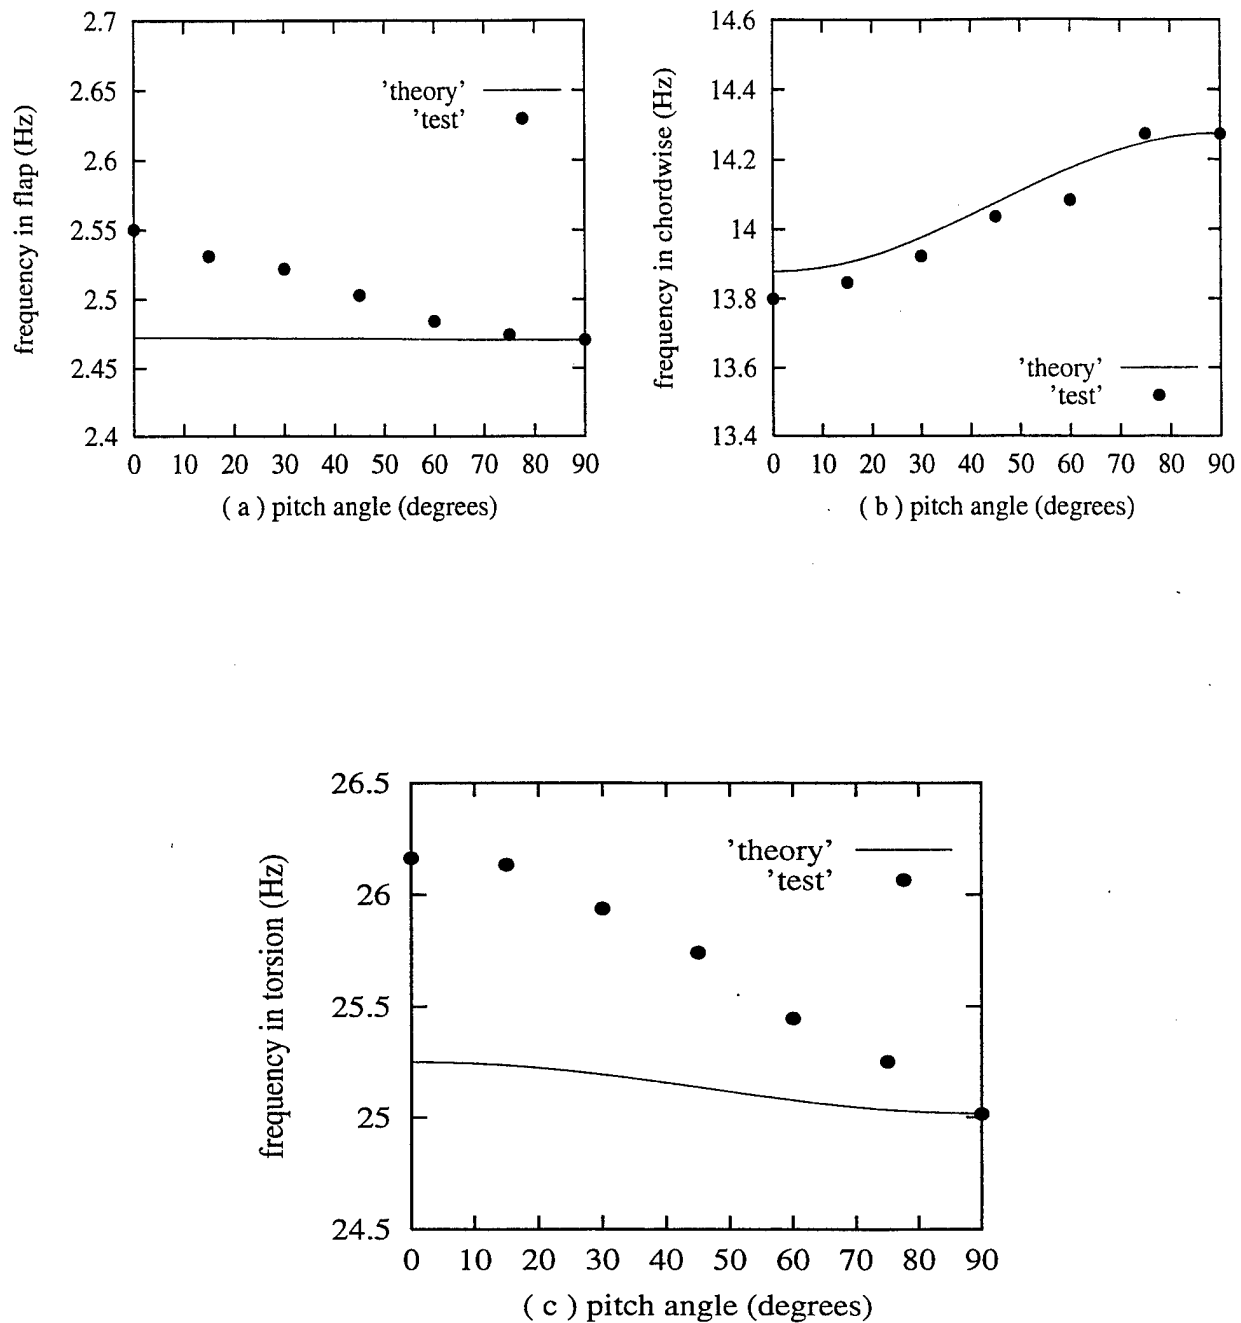 2.7
2.65
2.6
2.55
2.5
2.45
2.4
frequency in flap (Hz)
'theory'
'test'
0 10 20 30 40 50 60 70 80 90
( a ) pitch angle (degrees)
14.6
14.4
14.2
14
13.8
13.6
13.4
frequency in chordwise (Hz)
'theory'
'test'
0 10 20 30 40 50 60 70 80 90
( b ) pitch angle (degrees)
26.5
26
25.5
25
24.5
frequency in torsion (Hz)
'theory'
'test'
0 10 20 30 40 50 60 70 80 90
( c ) pitch angle (degrees)